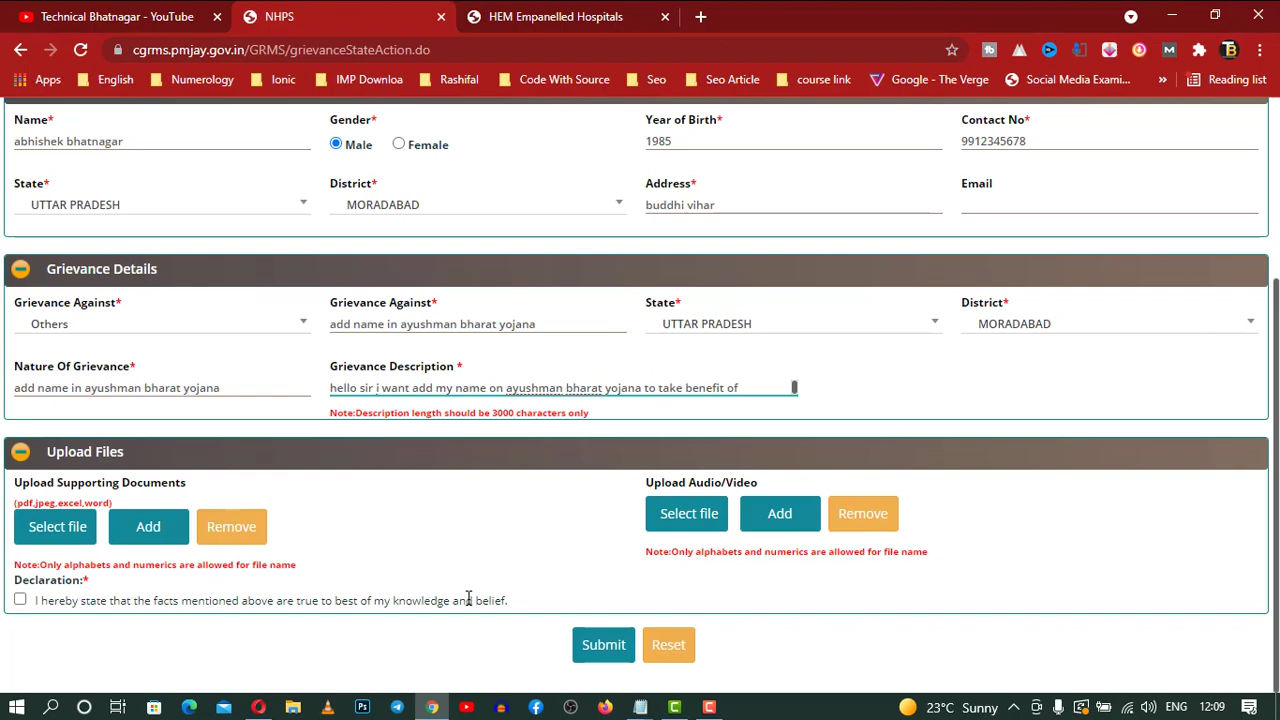 Technical Bhatnagar - YouTube
NHPS
HEM Empanelled Hospitals
cgrms.pmjay.gov.in/GRMS/grievanceStateAction.do
Apps English Numerology Ionic IMP Downloa Rashifal Code With Source Seo Seo Article course link Google - The Verge Social Media Exami... » Reading list
Name* Gender* Year of Birth* Contact No*
abhishek bhatnagar Male Female 1985 9912345678
State* District* Address* Email
UTTAR PRADESH MORADABAD buddhi vihar
Grievance Details
Grievance Against* Grievance Against* State* District*
Others add name in ayushman bharat yojana UTTAR PRADESH MORADABAD
Nature Of Grievance* Grievance Description *
add name in ayushman bharat yojana hello sir i want add my name on ayushman bharat yojana to take benefit of
Note:Description length should be 3000 characters only
Upload Files
Upload Supporting Documents Upload Audio/Video
(pdf,jpeg,excel,word)
Select file Add Remove Select file Add Remove
Note:Only alphabets and numerics are allowed for file name Note:Only alphabets and numerics are allowed for file name
Declaration:*
I hereby state that the facts mentioned above are true to best of my knowledge and belief.
Submit Reset
23°C Sunny ENG 12:09